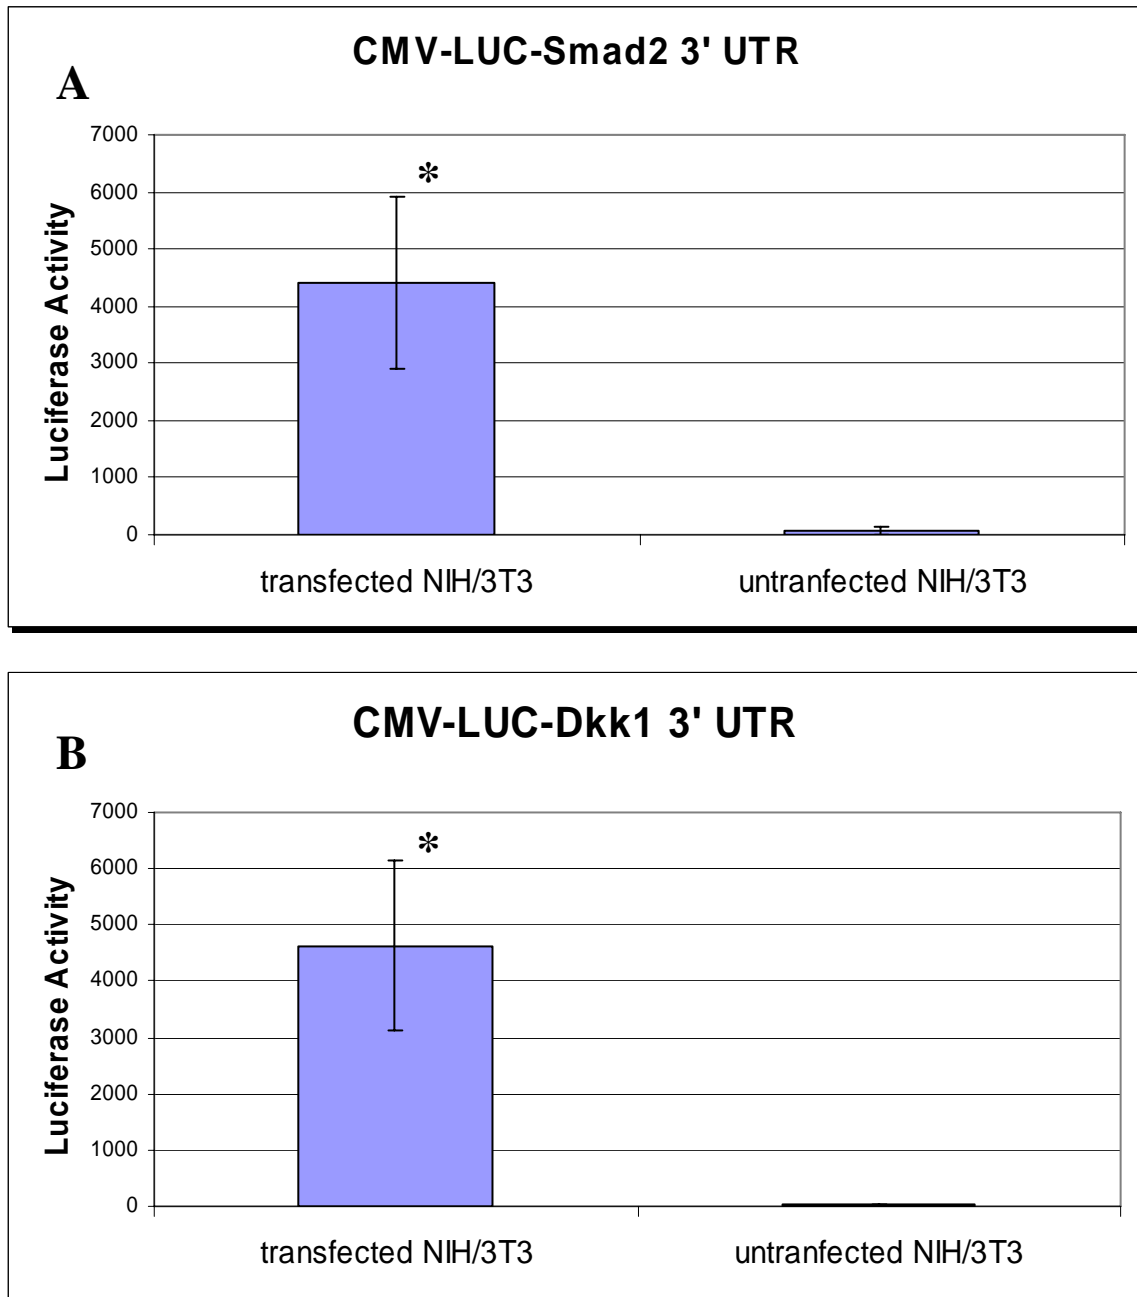 CMV-LUC-Smad2 3' UTR
A
7000
6000
5000
4000
3000
2000
1000
0
Luciferase Activity
*
transfected NIH/3T3
untranfected NIH/3T3
CMV-LUC-Dkk1 3' UTR
B
7000
6000
5000
4000
3000
2000
1000
0
Luciferase Activity
*
transfected NIH/3T3
untranfected NIH/3T3